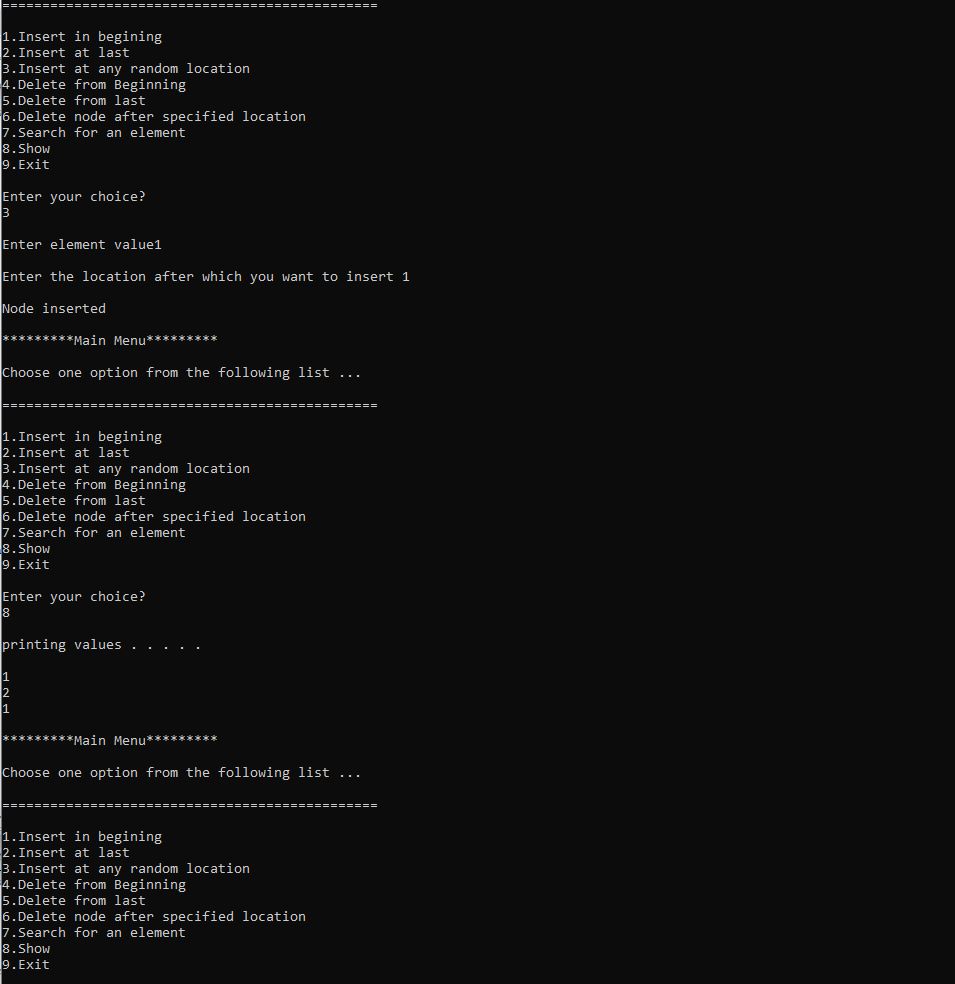 ===============================================
1.Insert in begining
2.Insert at last
3.Insert at any random location
4.Delete from Beginning
5.Delete from last
6.Delete node after specified location
7.Search for an element
8.Show
9.Exit
Enter your choice?
3
Enter element value1
Enter the location after which you want to insert 1
Node inserted
*********Main Menu*********
Choose one option from the following list ...
===============================================
1.Insert in begining
2.Insert at last
3.Insert at any random location
4.Delete from Beginning
5.Delete from last
6.Delete node after specified location
7.Search for an element
8.Show
9.Exit
Enter your choice?
8
printing values . . . . .
1
2
1
*********Main Menu*********
Choose one option from the following list ...
===============================================
1.Insert in begining
2.Insert at last
3.Insert at any random location
4.Delete from Beginning
5.Delete from last
6.Delete node after specified location
7.Search for an element
8.Show
9.Exit